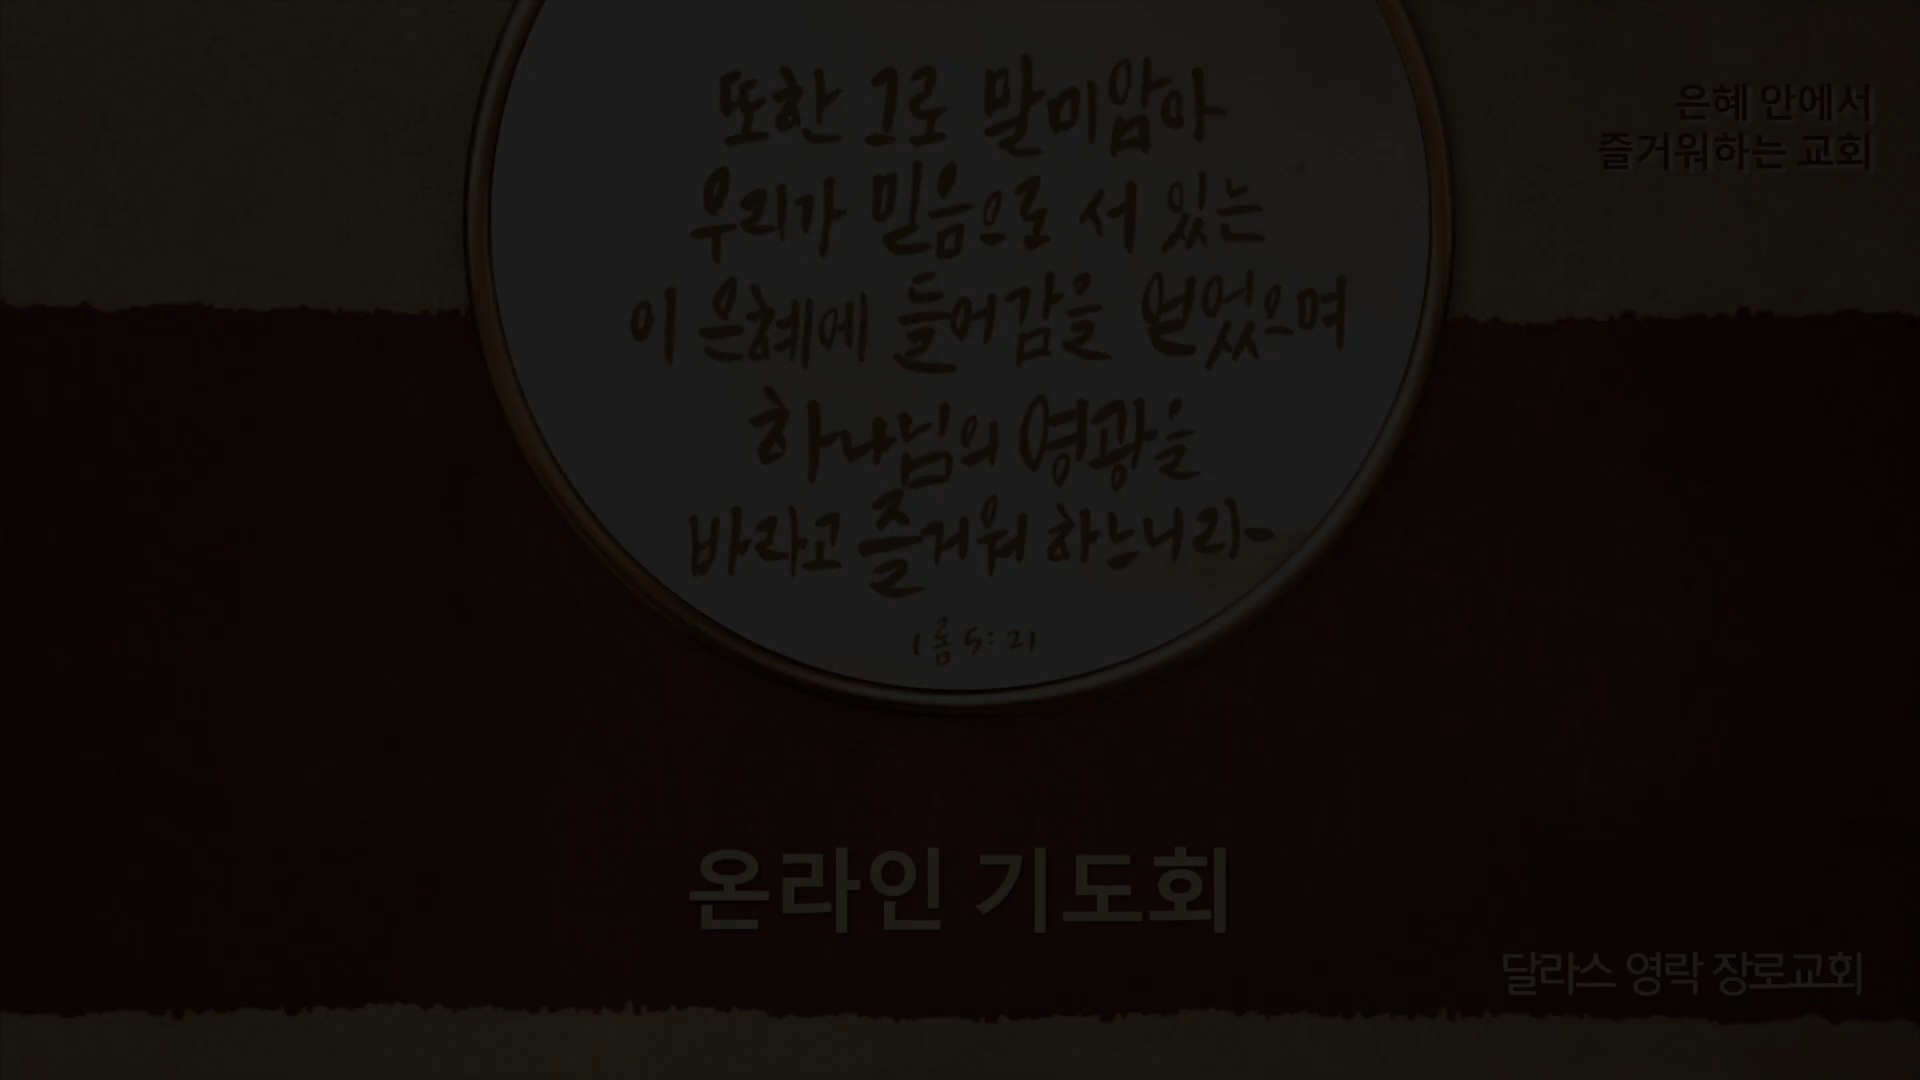 또한 그로 말미암아
우리가 믿음으로 서 있는
이 은혜에 들어감을 얻었으며
하나님의 영광을
바라고 즐거워 하느니라
(롬 5:2)
은혜 안에서
즐거워하는 교회
온라인 기도회
달라스 영락 장로교회